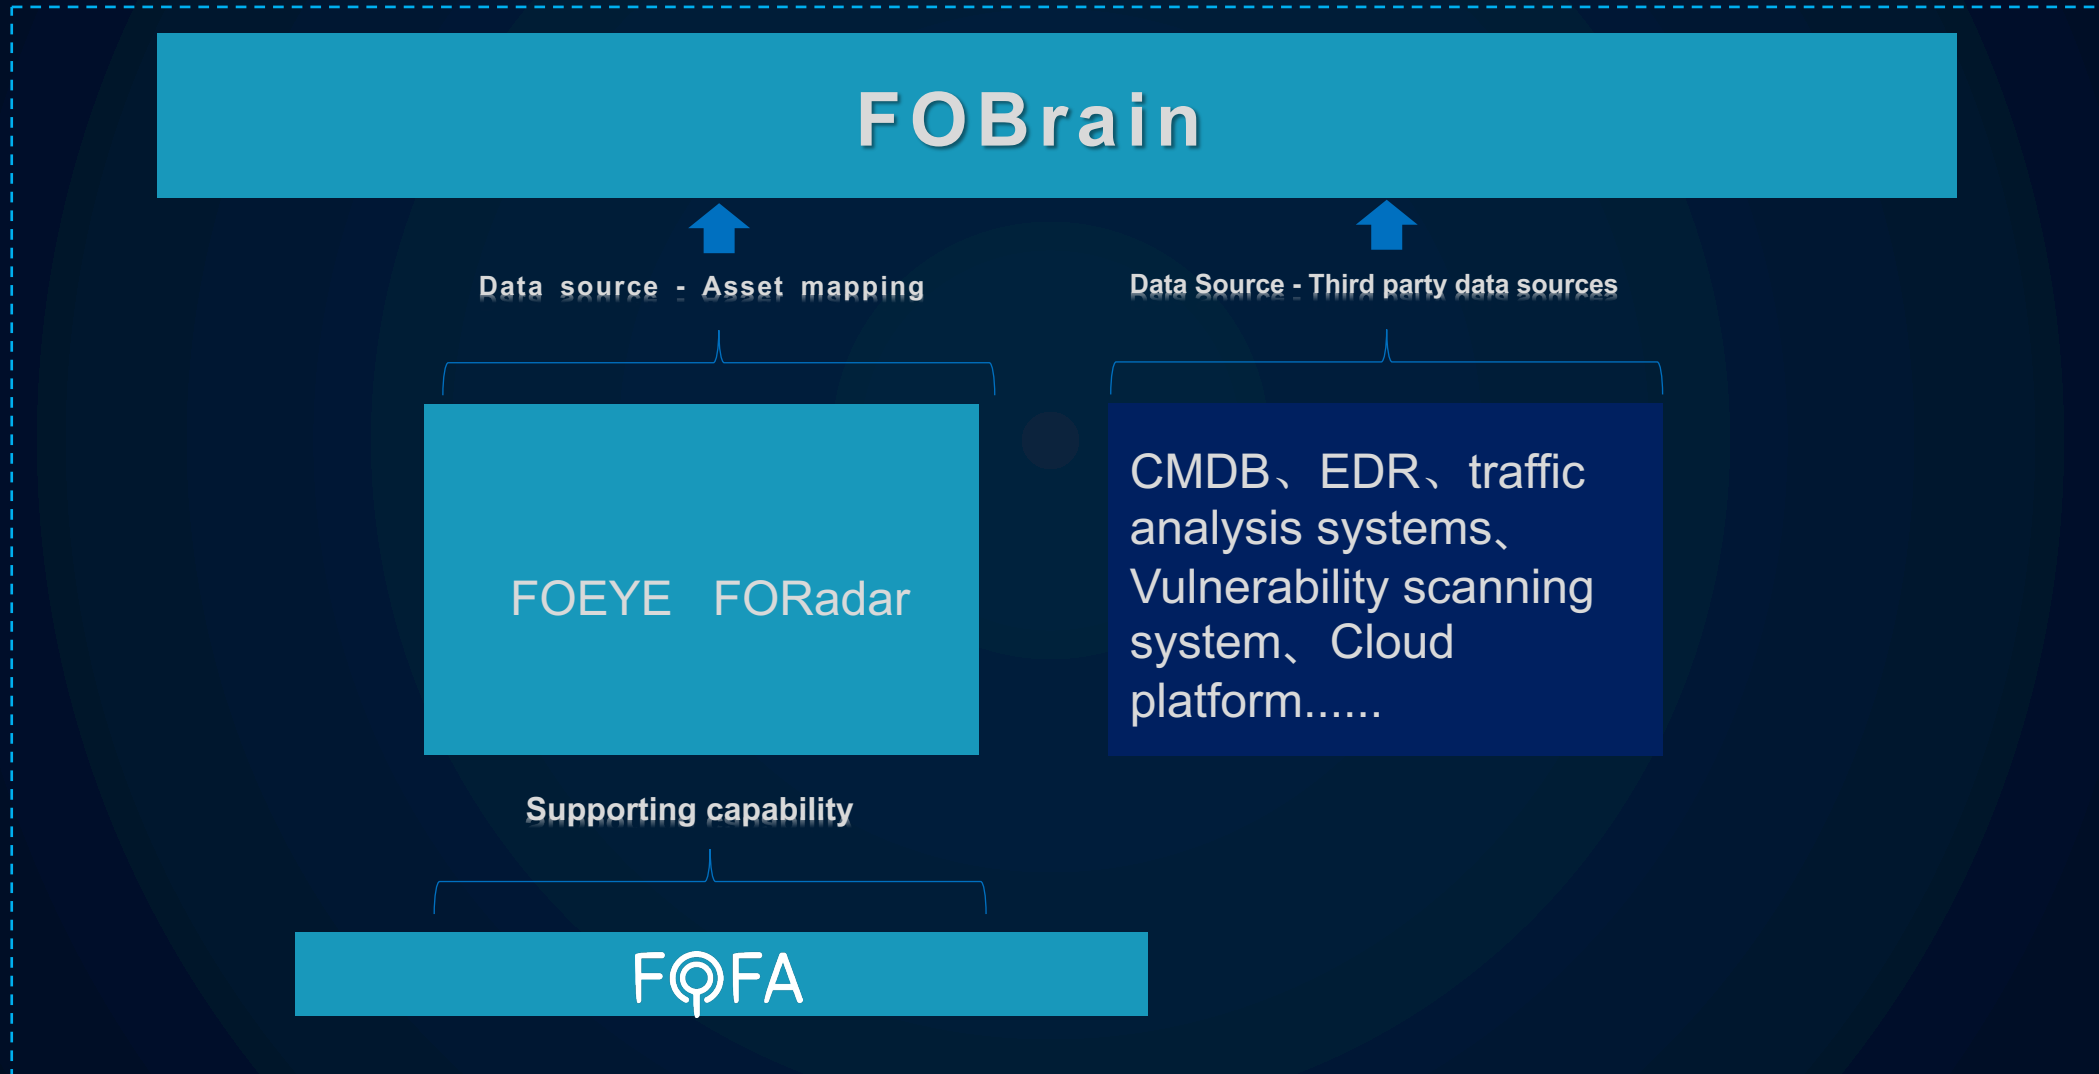 FOBrain
Data source - Asset mapping
Data Source - Third party data sources
FOEYE FORadar
CMDB、EDR、traffic
analysis systems、
Vulnerability scanning
system、Cloud
platform......
Supporting capability
FOFA